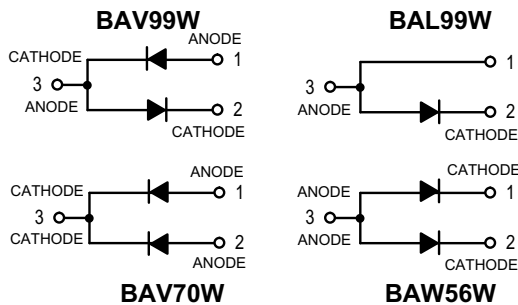 BAV99W
ANODE
CATHODE
1
3
ANODE
2
CATHODE
BAL99W
1
3
ANODE
2
CATHODE
ANODE
CATHODE
1
3
CATHODE
2
ANODE
BAV70W
CATHODE
ANODE
1
3
ANODE
2
CATHODE
BAW56W